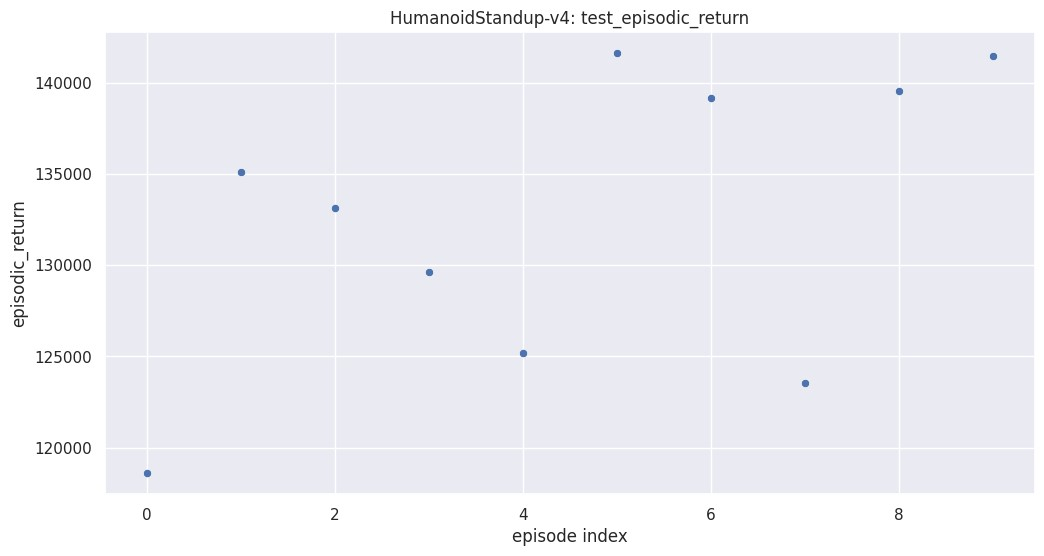 HumanoidStandup-v4: test_episodic_return
140000
135000
130000
125000
120000
episodic_return
0 2 4 6 8
episode index